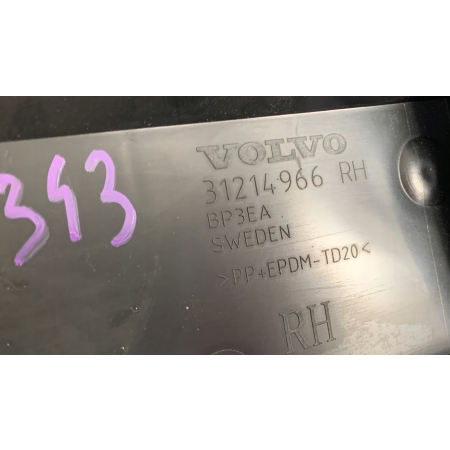 343
VOLVO
31214966 RH
BP3EA
SWEDEN
>PP+EPDM-TD20<
RH